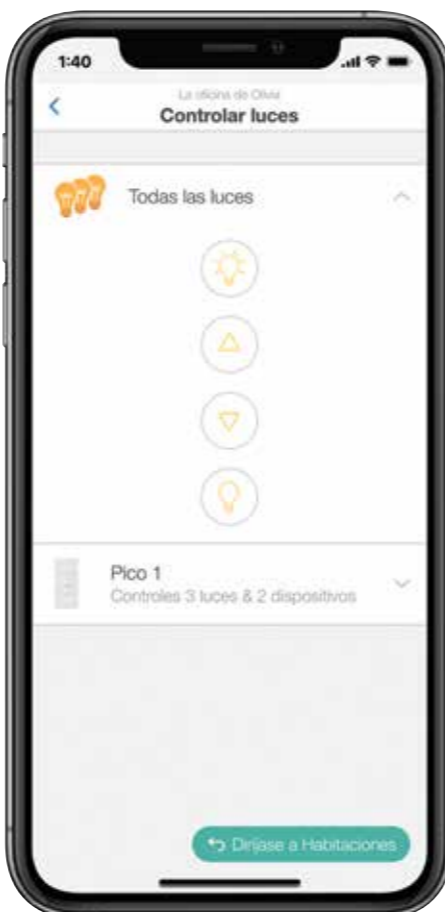 1:40
La oficina de Olivia
Controlar luces
Todas las luces
Pico 1
Controles 3 luces & 2 dispositivos
Diríjase a Habitaciones